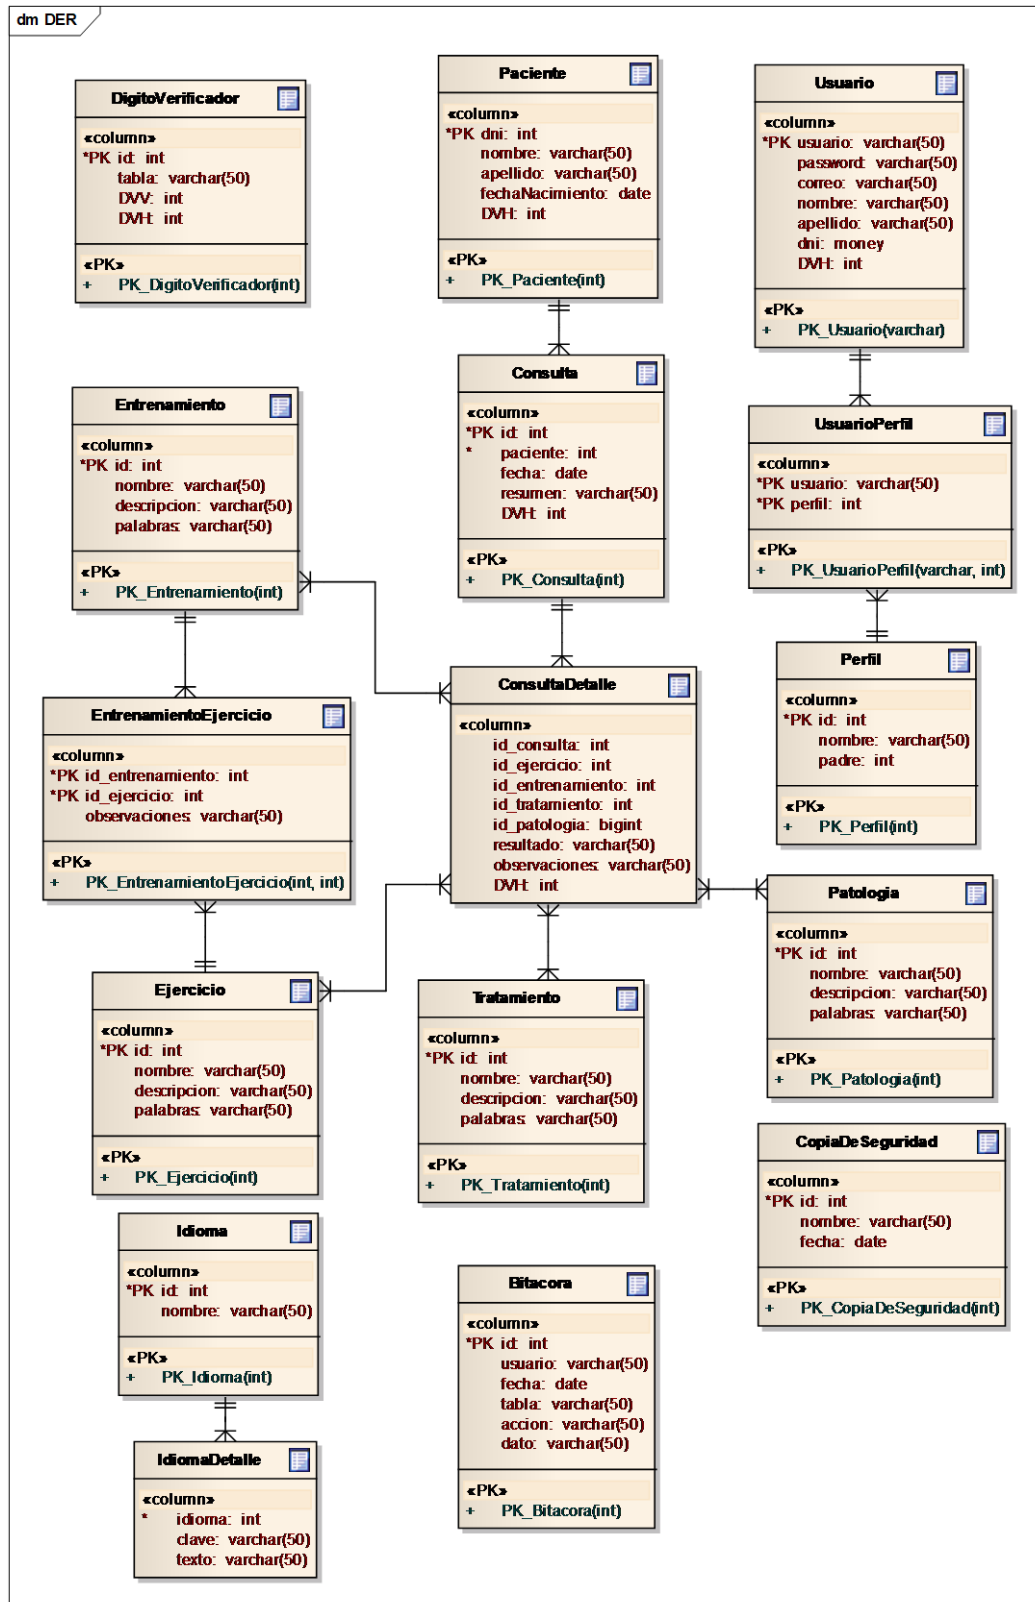 dm DER
DigitoVerificador
«column»
*PK id: int
tabla: varchar(50)
DVV: int
DVH: int
«PK»
+ PK_DigitoVerificador(int)
Paciente
«column»
*PK dni: int
nombre: varchar(50)
apellido: varchar(50)
fechaNacimiento: date
DVH: int
«PK»
+ PK_Paciente(int)
Usuario
«column»
*PK usuario: varchar(50)
password: varchar(50)
correo: varchar(50)
nombre: varchar(50)
apellido: varchar(50)
dni: money
DVH: int
«PK»
+ PK_Usuario(varchar)
Entrenamiento
«column»
*PK id: int
nombre: varchar(50)
descripcion: varchar(50)
palabras: varchar(50)
«PK»
+ PK_Entrenamiento(int)
Consulta
«column»
*PK id: int
* paciente: int
fecha: date
resumen: varchar(50)
DVH: int
«PK»
+ PK_Consulta(int)
UsuarioPerfil
«column»
*PK usuario: varchar(50)
*PK perfil: int
«PK»
+ PK_UsuarioPerfil(varchar, int)
EntrenamientoEjercicio
«column»
*PK id_entrenamiento: int
*PK id_ejercicio: int
observaciones: varchar(50)
«PK»
+ PK_EntrenamientoEjercicio(int, int)
ConsultaDetalle
«column»
id_consulta: int
id_ejercicio: int
id_entrenamiento: int
id_tratamiento: int
id_patologia: bigint
resultado: varchar(50)
observaciones: varchar(50)
DVH: int
Perfil
«column»
*PK id: int
nombre: varchar(50)
padre: int
«PK»
+ PK_Perfil(int)
Patologia
«column»
*PK id: int
nombre: varchar(50)
descripcion: varchar(50)
palabras: varchar(50)
«PK»
+ PK_Patologia(int)
Ejercicio
«column»
*PK id: int
nombre: varchar(50)
descripcion: varchar(50)
palabras: varchar(50)
«PK»
+ PK_Ejercicio(int)
Tratamiento
«column»
*PK id: int
nombre: varchar(50)
descripcion: varchar(50)
palabras: varchar(50)
«PK»
+ PK_Tratamiento(int)
CopiaDeSeguridad
«column»
*PK id: int
nombre: varchar(50)
fecha: date
«PK»
+ PK_CopiaDeSeguridad(int)
Idioma
«column»
*PK id: int
nombre: varchar(50)
«PK»
+ PK_Idioma(int)
Bitacora
«column»
*PK id: int
usuario: varchar(50)
fecha: date
tabla: varchar(50)
accion: varchar(50)
dato: varchar(50)
«PK»
+ PK_Bitacora(int)
IdiomaDetalle
«column»
* idioma: int
clave: varchar(50)
texto: varchar(50)